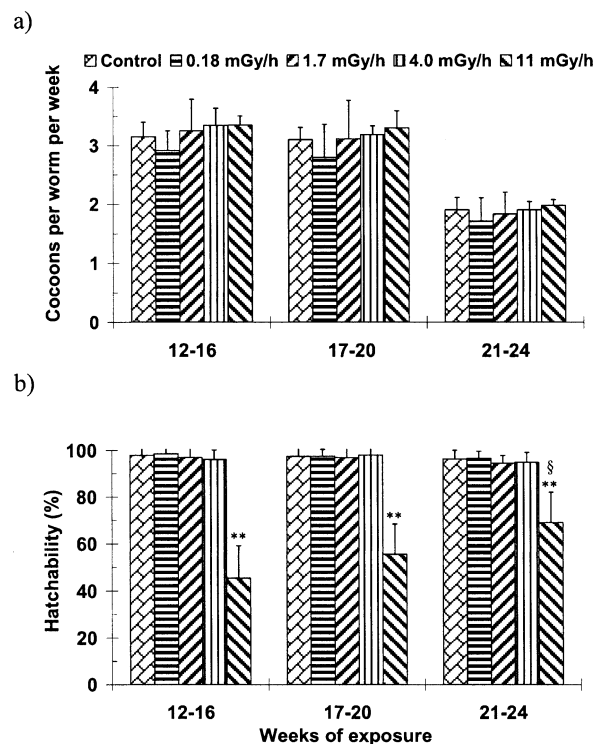 a)
Control 0.18 mGy/h 1.7 mGy/h 4.0 mGy/h 11 mGy/h
Cocoons per worm per week
4
3
2
1
0
12-16 17-20 21-24
b)
Hatchability (%)
100
80
60
40
20
0
**
**
§
**
12-16 17-20 21-24
Weeks of exposure